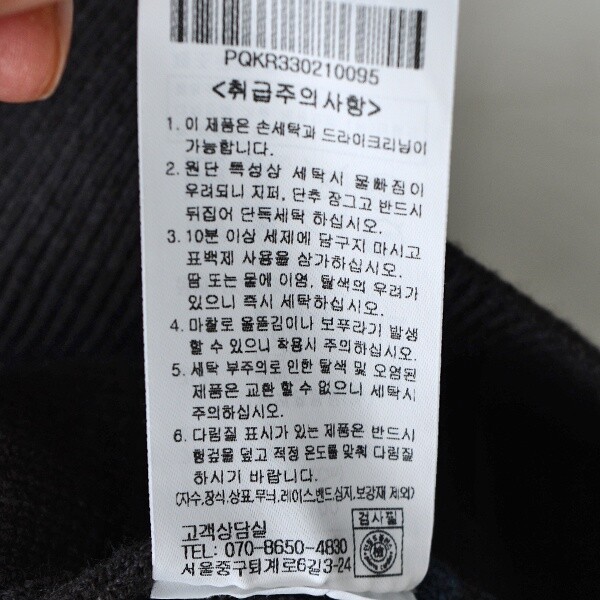 PQKR330210095
<취급주의사항>
1. 이 제품은 손세탁과 드라이크리닝이
가능합니다.
2. 원단 특성상 세탁시 물빠짐이
우려되니 지퍼, 단추 잠그고 반드시
뒤집어 단독세탁 하십시오.
3. 10분 이상 세제에 담구지 마시고
표백제 사용을 삼가하십시오.
땀 또는 물에 이염, 탈색의 우려가
있으니 즉시 세탁하십시오.
4. 마찰로 올뜯김이나 보푸라기 발생
할 수 있으니 착용시 주의하십시오.
5. 세탁 부주의로 인한 탈색 및 오염된
제품은 교환 할 수 없으니 세탁시
주의하십시오.
6. 다림질 표시가 있는 제품은 반드시
헝겊을 덮고 적정 온도를 맞춰 다림질
하시기 바랍니다.
(자수,장식,상표,무늬,레이스,밴드심지,보강재 제외)
고객상담실
TEL: 070-8650-4830
서울중구퇴계로6길3-24
검사필